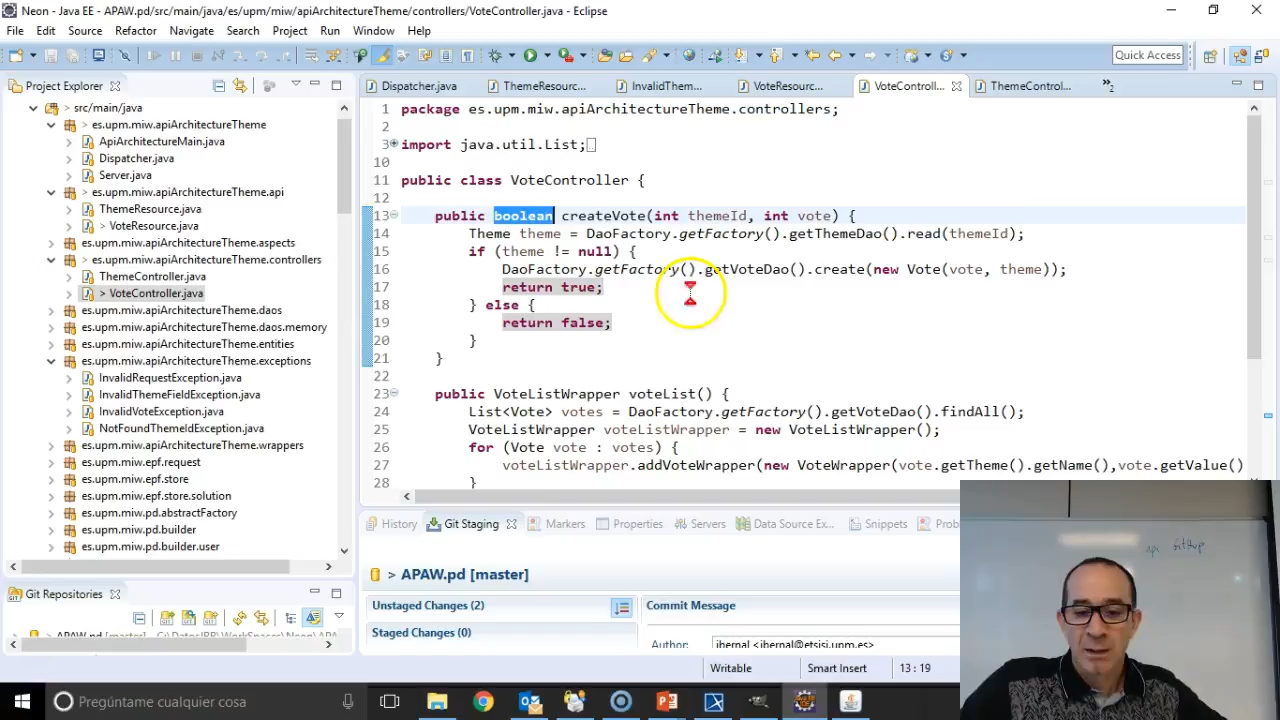 Neon - Java EE - APAW.pd/src/main/java/es/upm/miw/apiArchitectureTheme/controllers/VoteController.java - Eclipse
File Edit Source Refactor Navigate Search Project Run Window Help
Quick Access
Project Explorer
src/main/java
> es.upm.miw.apiArchitectureTheme
ApiArchitectureMain.java
Dispatcher.java
Server.java
> es.upm.miw.apiArchitectureTheme.api
ThemeResource.java
> VoteResource.java
es.upm.miw.apiArchitectureTheme.aspects
> es.upm.miw.apiArchitectureTheme.controllers
ThemeController.java
> VoteController.java
es.upm.miw.apiArchitectureTheme.daos
es.upm.miw.apiArchitectureTheme.daos.memory
es.upm.miw.apiArchitectureTheme.entities
es.upm.miw.apiArchitectureTheme.exceptions
InvalidRequestException.java
InvalidThemeFieldException.java
InvalidVoteException.java
NotFoundThemeIdException.java
es.upm.miw.apiArchitectureTheme.wrappers
es.upm.miw.epf.request
es.upm.miw.epf.store
es.upm.miw.epf.store.solution
es.upm.miw.pd.abstractFactory
es.upm.miw.pd.builder
es.upm.miw.pd.builder.user
Git Repositories
Dispatcher.java ThemeResourc... InvalidThem... VoteResourc... VoteControll... ThemeControl... »2
1 package es.upm.miw.apiArchitectureTheme.controllers;
2
3 import java.util.List;
10
11 public class VoteController {
12
13 public boolean createVote(int themeId, int vote) {
14 Theme theme = DaoFactory.getFactory().getThemeDao().read(themeId);
15 if (theme != null) {
16 DaoFactory.getFactory().getVoteDao().create(new Vote(vote, theme));
17 return true;
18 } else {
19 return false;
20 }
21 }
22
23 public VoteListWrapper voteList() {
24 List<Vote> votes = DaoFactory.getFactory().getVoteDao().findAll();
25 VoteListWrapper voteListWrapper = new VoteListWrapper();
26 for (Vote vote : votes) {
27 voteListWrapper.addVoteWrapper(new VoteWrapper(vote.getTheme().getName(),vote.getValue()
28 }
History Git Staging Markers Properties Servers Data Source Ex... Snippets Prob
> APAW.pd [master]
Unstaged Changes (2)
Staged Changes (0)
Commit Message
Author: jbernal <jbernal@etsisi.upm.es>
Writable Smart Insert 13 : 19
Pregúntame cualquier cosa